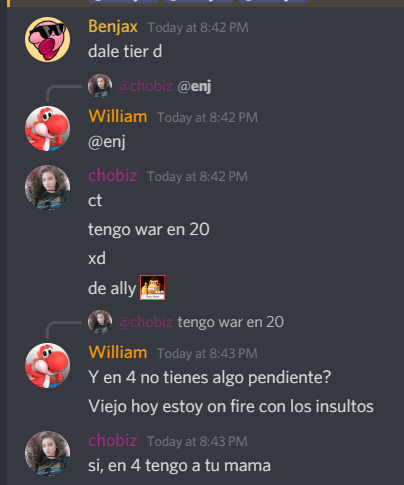 Benjax Today at 8:42 PM
dale tier d
@chobiz @enj
William Today at 8:42 PM
@enj
chobiz Today at 8:42 PM
ct
tengo war en 20
xd
de ally
@chobiz tengo war en 20
William Today at 8:43 PM
Y en 4 no tienes algo pendiente?
Viejo hoy estoy on fire con los insultos
chobiz Today at 8:43 PM
si, en 4 tengo a tu mama